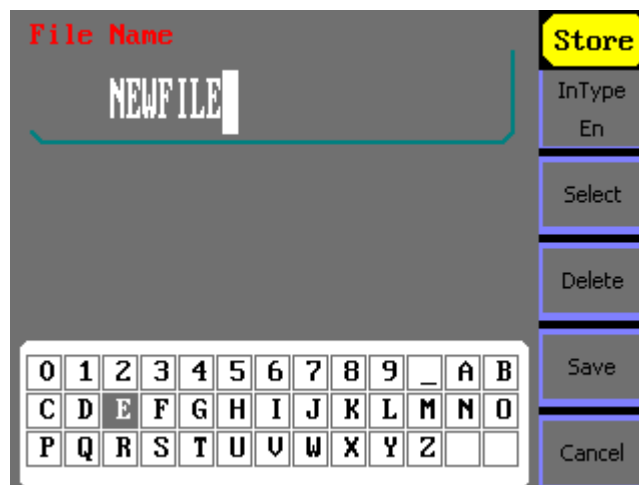 File Name
NEWFILE
0 1 2 3 4 5 6 7 8 9 _ A B
C D E F G H I J K L M N O
P Q R S T U V W X Y Z
Store
InType
En
Select
Delete
Save
Cancel